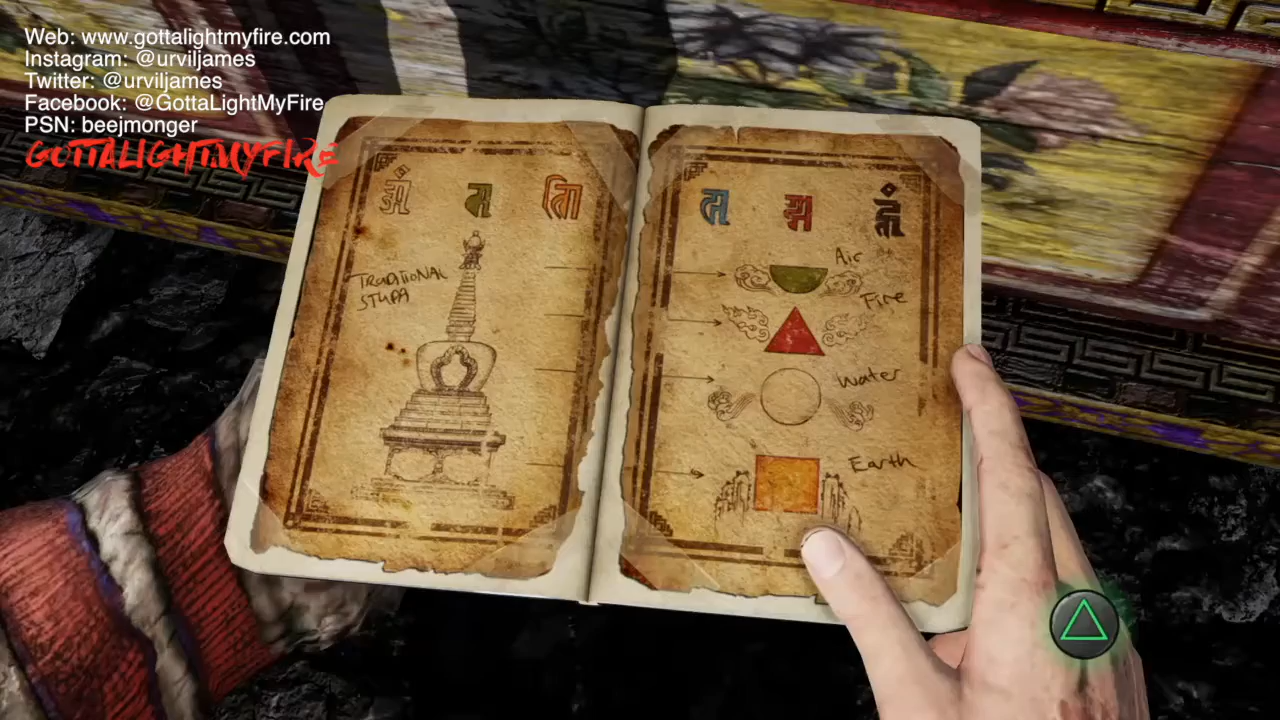 Web: www.gottalightmyfire.com
Instagram: @urviljames
Twitter: @urviljames
Facebook: @GottaLightMyFire
PSN: beejmonger
GOTTALIGHTMYFIRE
TRADITIONAL
STUPA
Air
Fire
Water
Earth